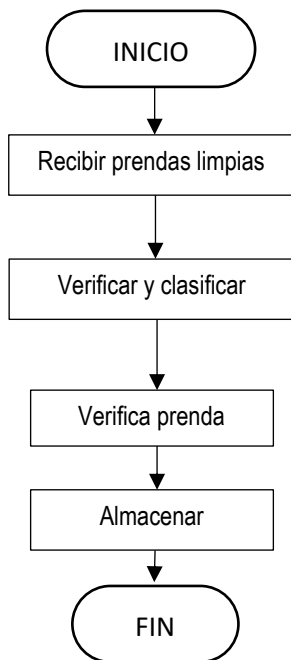 INICIO
Recibir prendas limpias
Verificar y clasificar
Verifica prenda
Almacenar
FIN